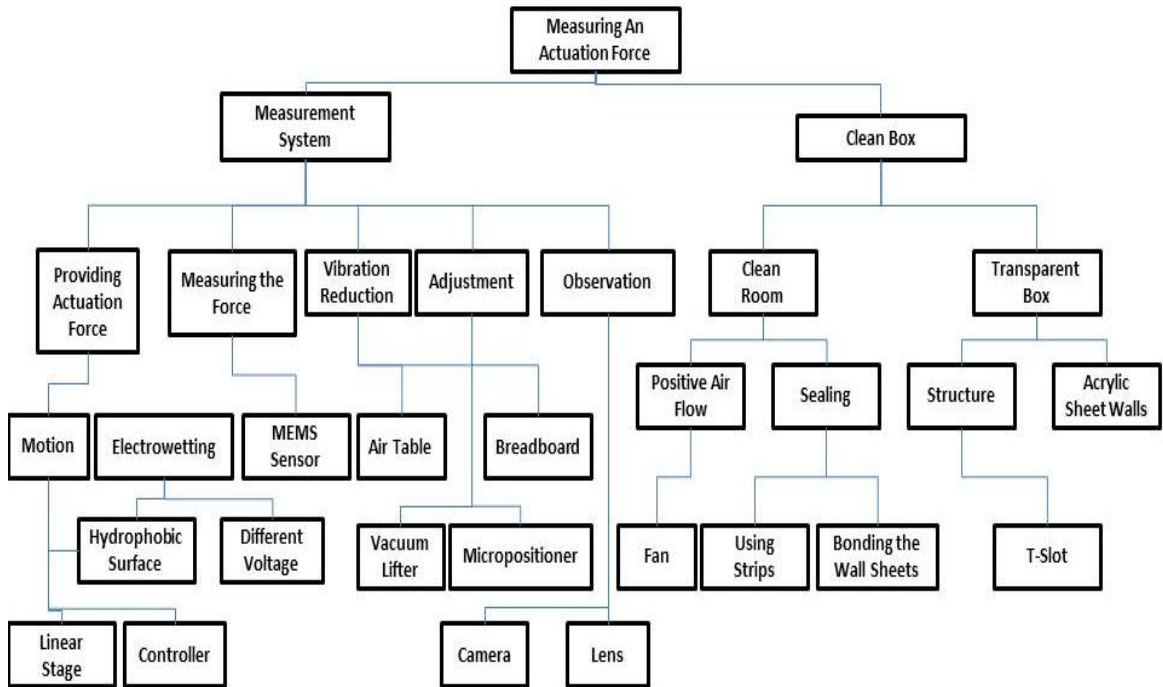 Measuring An
Actuation Force
Measurement
System
Clean Box
Providing
Actuation
Force
Measuring the
Force
Vibration
Reduction
Adjustment
Observation
Clean
Room
Transparent
Box
Positive Air
Flow
Sealing
Structure
Acrylic
Sheet Walls
Motion
Electrowetting
MEMS
Sensor
Air Table
Breadboard
Hydrophobic
Surface
Different
Voltage
Vacuum
Lifter
Micropositioner
Fan
Using
Strips
Bonding the
Wall Sheets
T-Slot
Linear
Stage
Controller
Camera
Lens